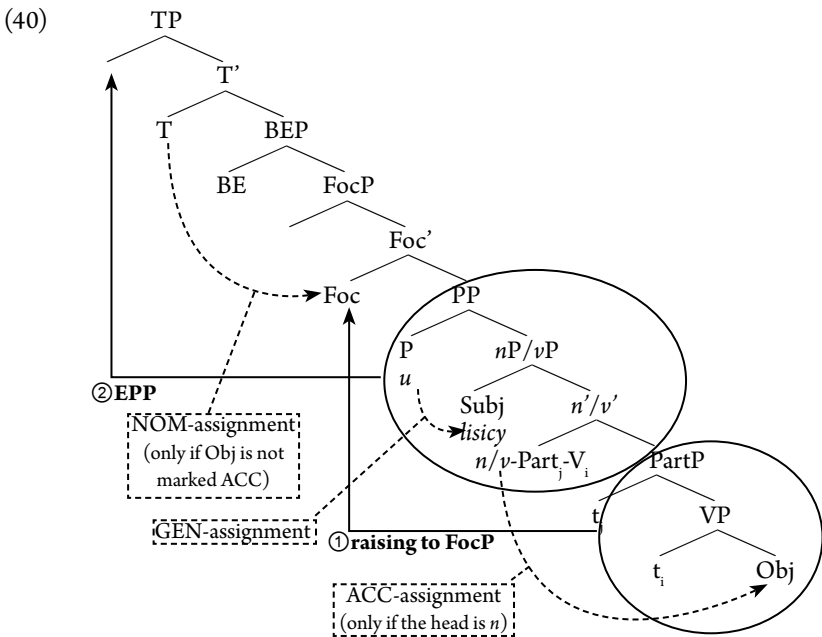 (40)
TP
T’
T BEP
BE FocP
Foc’
Foc PP
P nP/vP
u
Subj n’/v’
②EPP
lisicy
NOM-assignment
(only if Obj is not
marked ACC)
n/v-Partj-Vi PartP
tj VP
GEN-assignment
①raising to FocP
ti Obj
ACC-assignment
(only if the head is n)